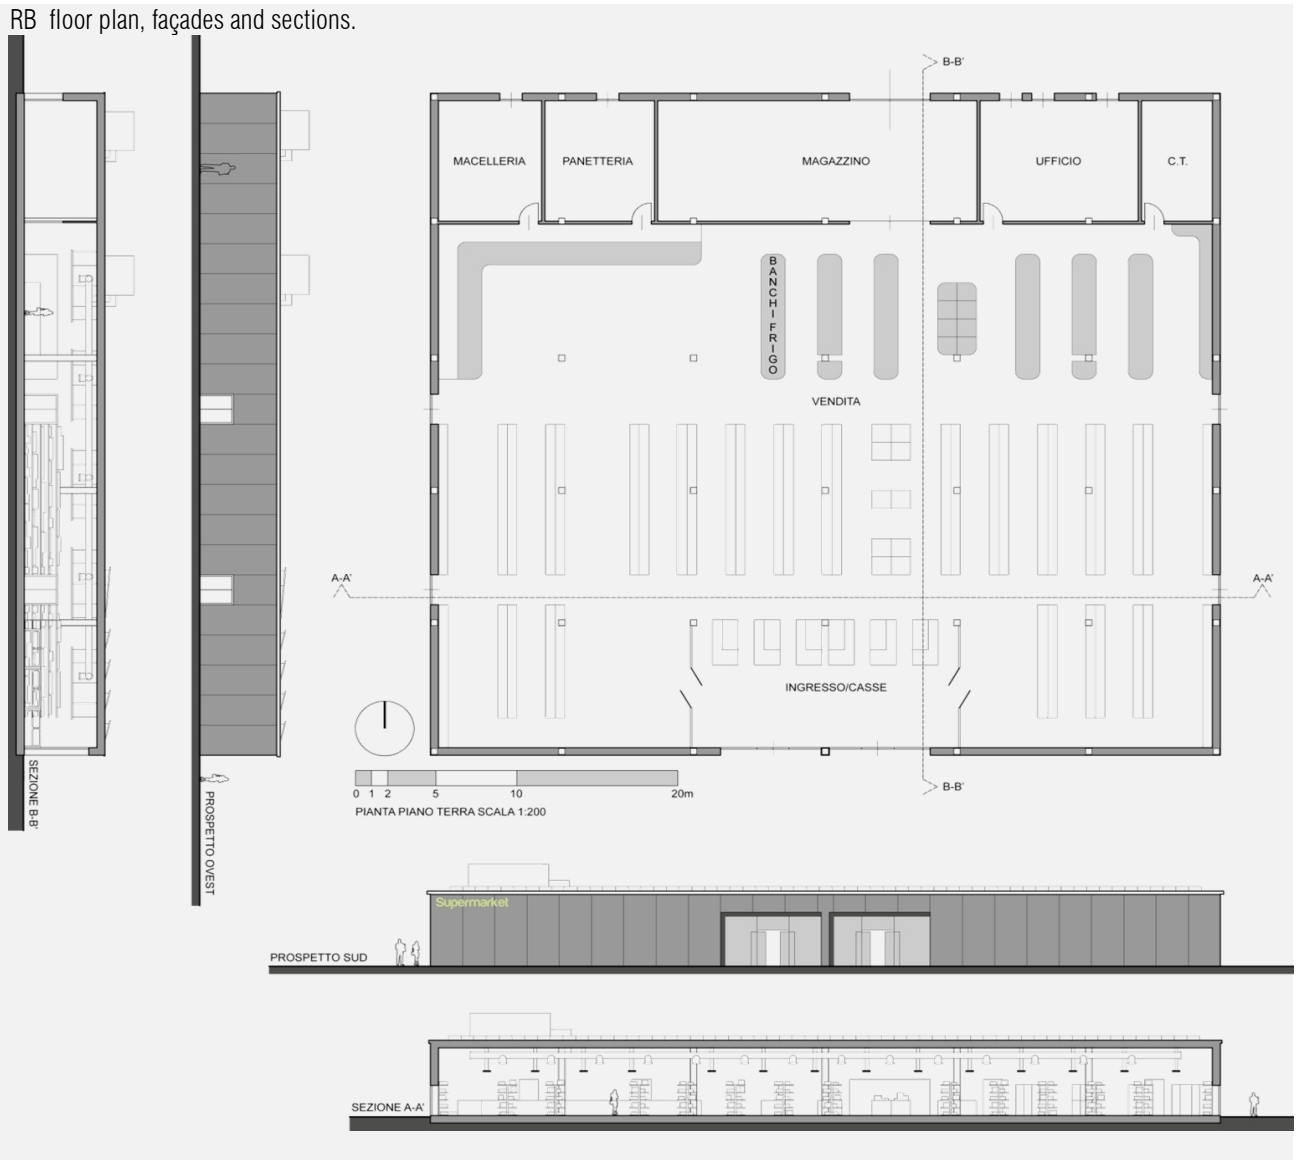 RB floor plan, façades and sections.
B-B'
MACELLERIA PANETTERIA MAGAZZINO UFFICIO C.T.
BANCHI FRIGO
VENDITA
A-A' A-A'
INGRESSO/CASSE
SEZIONE B-B'
PROSPETTO OVEST
B-B'
0 1 2 5 10 20m
PIANTA PIANO TERRA SCALA 1:200
Supermarket
PROSPETTO SUD
SEZIONE A-A'